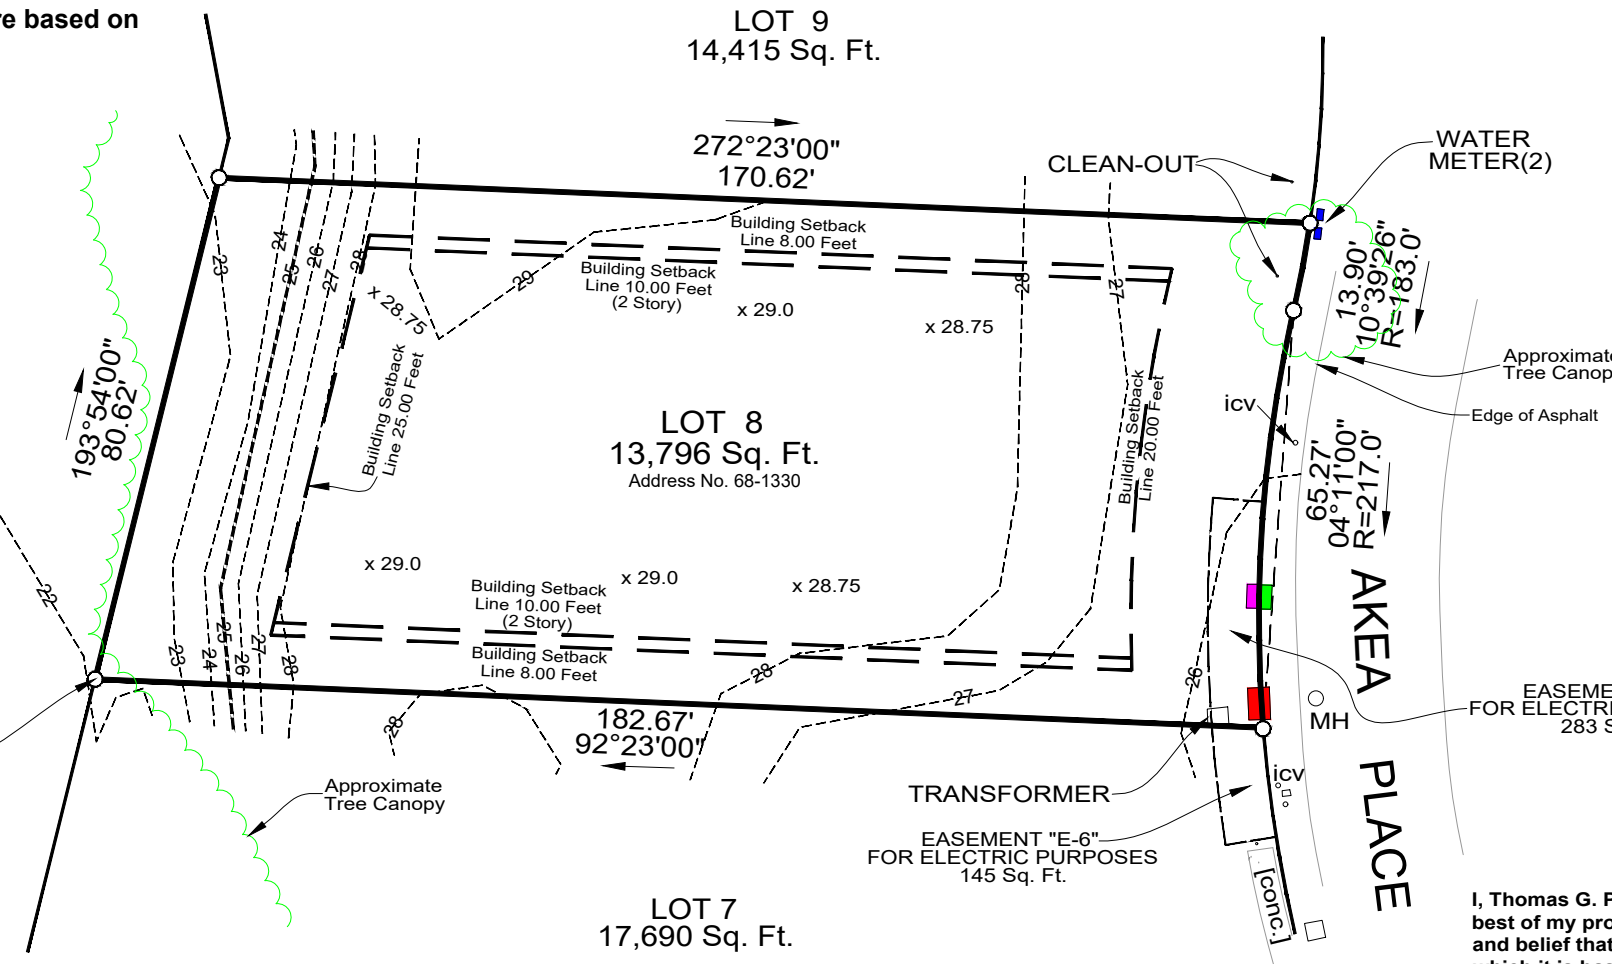 re based on
LOT 9
14,415 Sq. Ft.
272°23'00"
170.62'
CLEAN-OUT
WATER
METER(2)
13.90'
10°39'26"
R=183.0'
Building Setback
Line 8.00 Feet
Building Setback
Line 10.00 Feet
(2 Story)
23
24
25
26
27
28
29
28
27
x 28.75
x 29.0
x 28.75
193°54'00"
80.62'
Building Setback
Line 25.00 Feet
LOT 8
13,796 Sq. Ft.
Address No. 68-1330
Building Setback
Line 20.00 Feet
icv
Approximate
Tree Canop
Edge of Asphalt
65.27'
04°11'00"
R=217.0'
x 29.0
x 29.0
x 28.75
22
Building Setback
Line 10.00 Feet
(2 Story)
Building Setback
Line 8.00 Feet
23
24
25
26
27
28
28
28
27
26
182.67'
92°23'00"
AKEA PLACE
MH
EASEME
FOR ELECTRI
283 S
icv
Approximate
Tree Canopy
TRANSFORMER
EASEMENT "E-6"
FOR ELECTRIC PURPOSES
145 Sq. Ft.
[conc.]
LOT 7
17,690 Sq. Ft.
I, Thomas G. P
best of my pro
and belief that